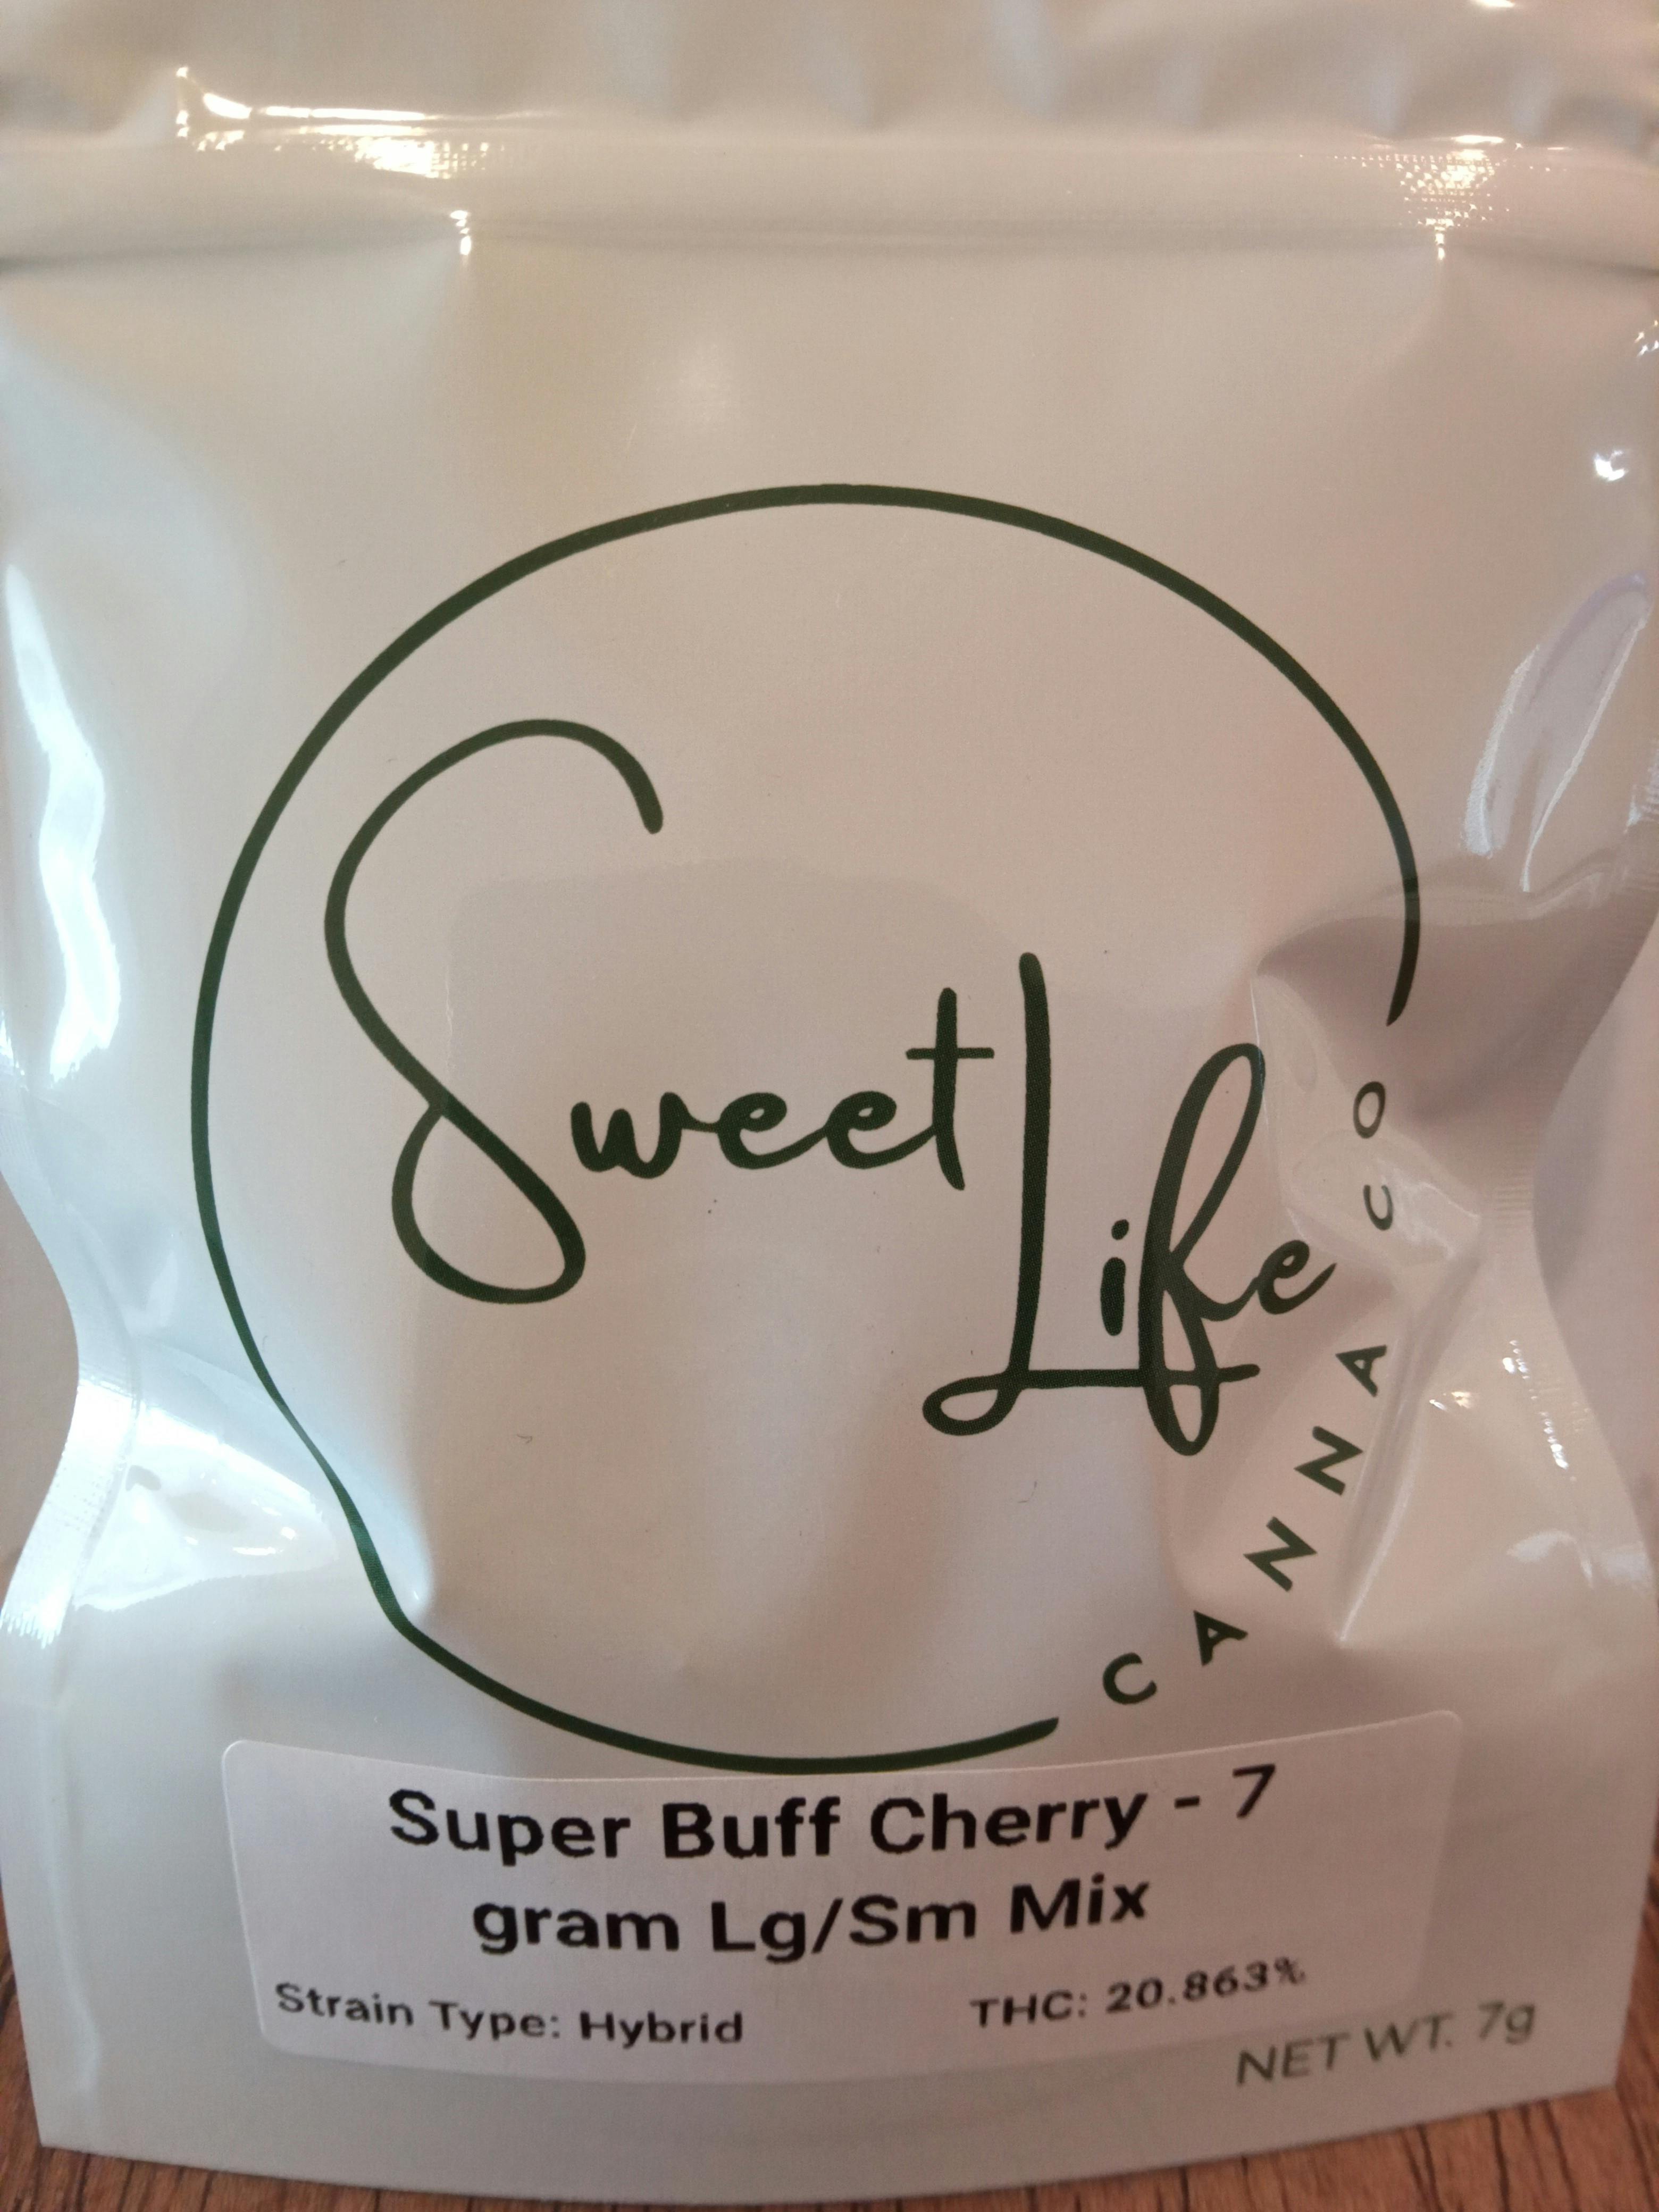 Sweet
Life
CANNA CO
Super Buff Cherry - 7
gram Lg/Sm Mix
Strain Type: Hybrid THC: 20.863%
NET WT. 7g